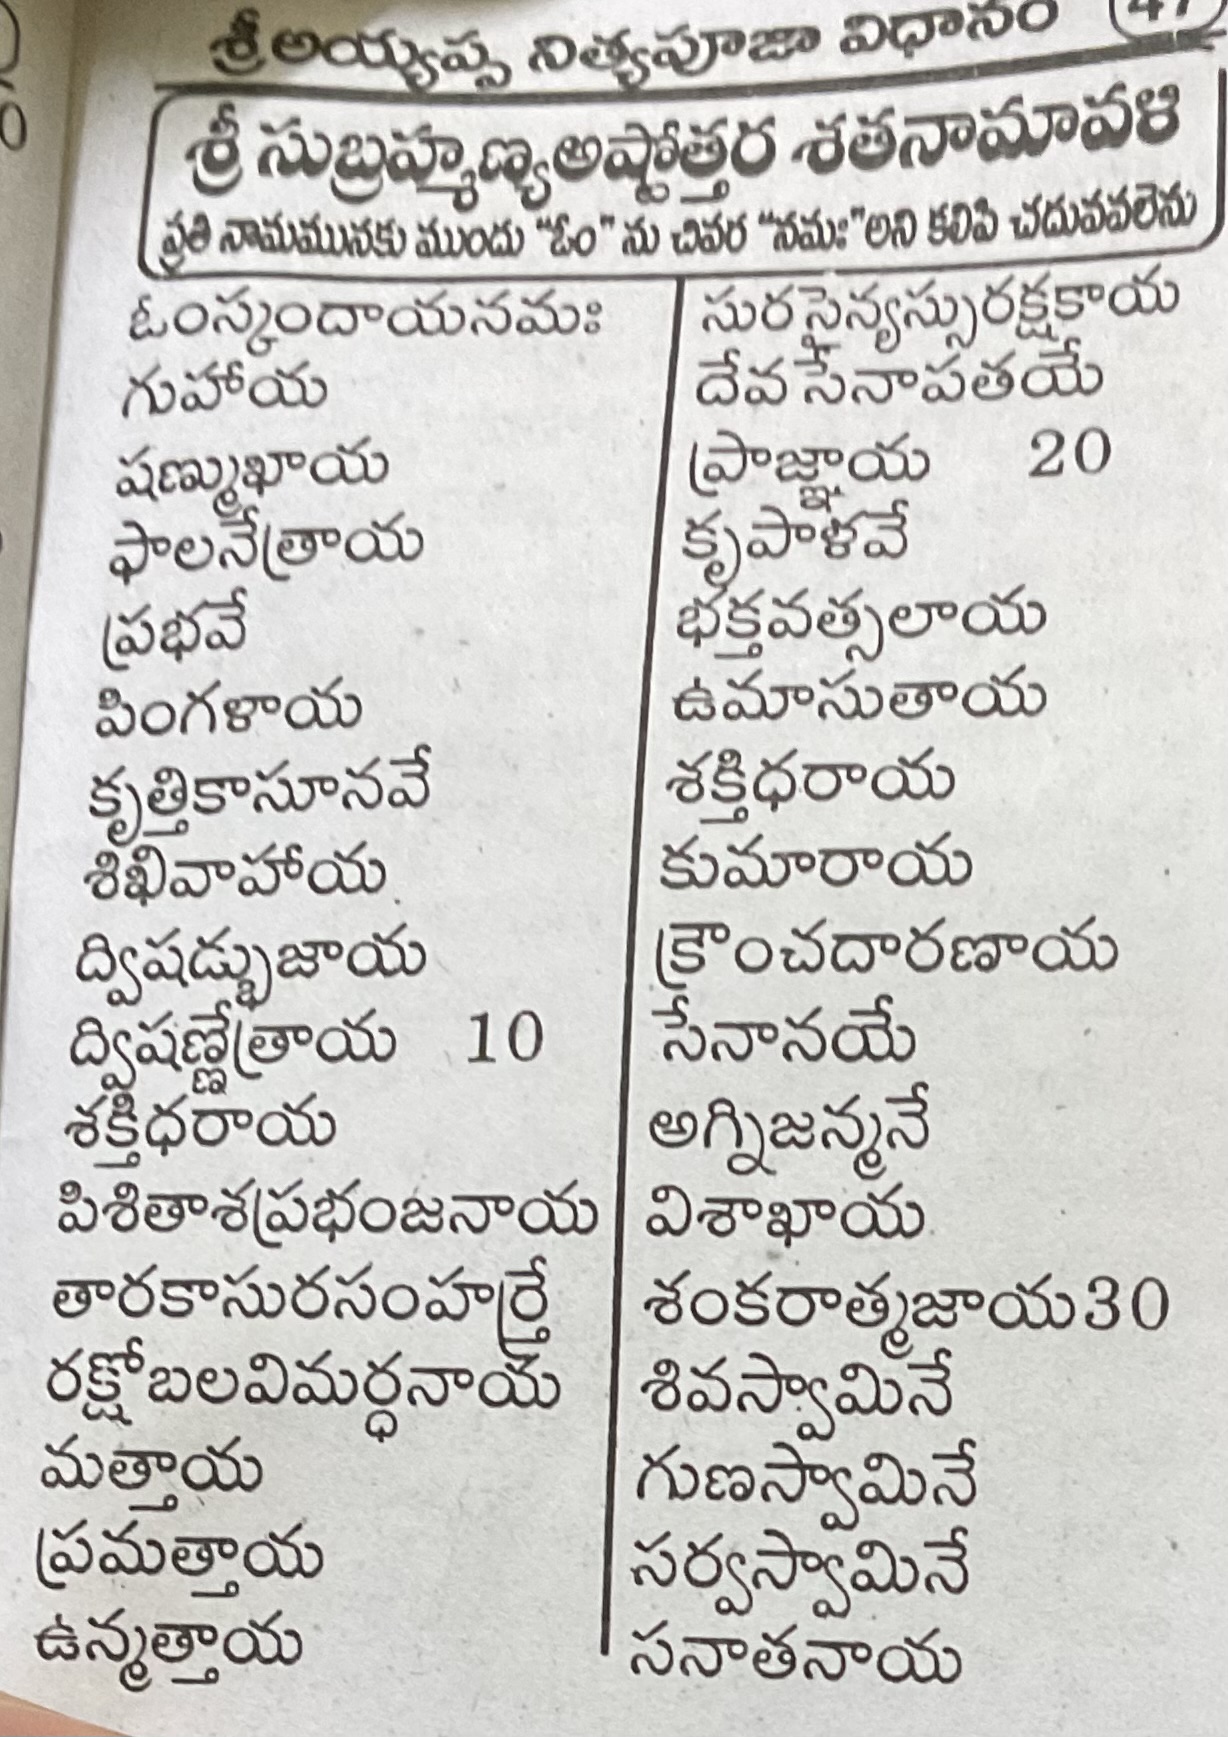 శ్రీ అయ్యప్ప నిత్యపూజా విధానం 47
శ్రీ సుబ్రహ్మణ్య అష్టోత్తర శతనామావళి
ప్రతి నామమునకు ముందు "ఓం" ను చివర "నమః" అని కలిపి చదువవలెను
ఓంస్కందాయనమః
గుహాయ
షణ్ముఖాయ
ఫాలనేత్రాయ
ప్రభవే
పింగళాయ
కృత్తికాసూనవే
శిఖివాహాయ
ద్విషడ్భుజాయ
ద్విషణ్ణేత్రాయ 10
శక్తిధరాయ
పిశితాశప్రభంజనాయ
తారకాసురసంహర్త్రే
రక్షోబలవిమర్ధనాయ
మత్తాయ
ప్రమత్తాయ
ఉన్మత్తాయ
సురసైన్యస్సురక్షకాయ
దేవసేనాపతయే
ప్రాజ్ఞాయ 20
కృపాళవే
భక్తవత్సలాయ
ఉమాసుతాయ
శక్తిధరాయ
కుమారాయ
క్రౌంచదారణాయ
సేనానయే
అగ్నిజన్మనే
విశాఖాయ
శంకరాత్మజాయ 30
శివస్వామినే
గుణస్వామినే
సర్వస్వామినే
సనాతనాయ